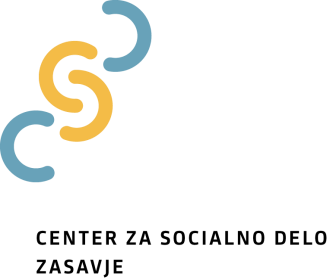 CENTER ZA SOCIALNO DELO
ZASAVJE